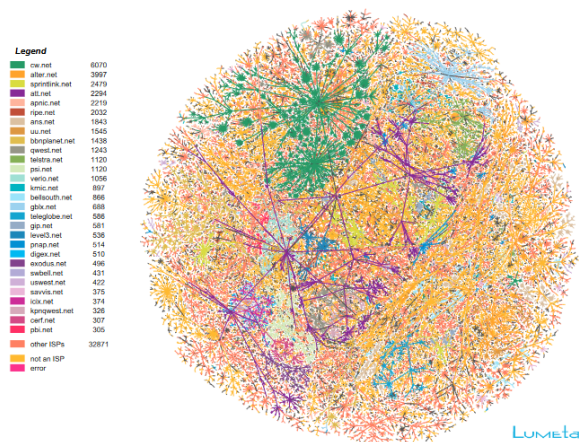 Legend
cw.net 6070
alter.net 3997
sprintlink.net 2479
att.net 2294
apnic.net 2219
ripe.net 2032
ans.net 1843
uu.net 1545
bbnplanet.net 1438
qwest.net 1243
telstra.net 1120
psi.net 1120
verio.net 1056
krnic.net 897
bellsouth.net 866
gblx.net 688
teleglobe.net 586
gip.net 581
level3.net 538
pnap.net 514
digex.net 510
exodus.net 496
swbell.net 431
uswest.net 422
savvis.net 375
icix.net 374
kpnqwest.net 326
cerf.net 307
pbi.net 305
other ISPs 32871
not an ISP
error
LUMETA